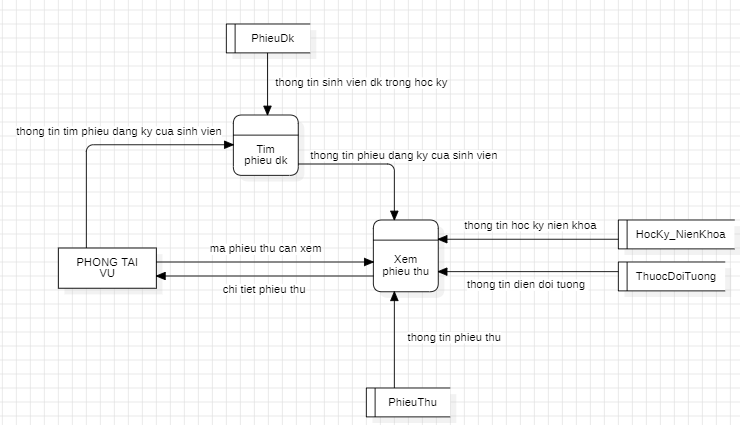 PhieuDk
thong tin sinh vien dk trong hoc ky
thong tin tim phieu dang ky cua sinh vien
Tim
phieu dk
thong tin phieu dang ky cua sinh vien
thong tin hoc ky nien khoa
HocKy_NienKhoa
ma phieu thu can xem
PHONG TAI
VU
Xem
phieu thu
ThuocDoiTuong
chi tiet phieu thu
thong tin dien doi tuong
thong tin phieu thu
PhieuThu